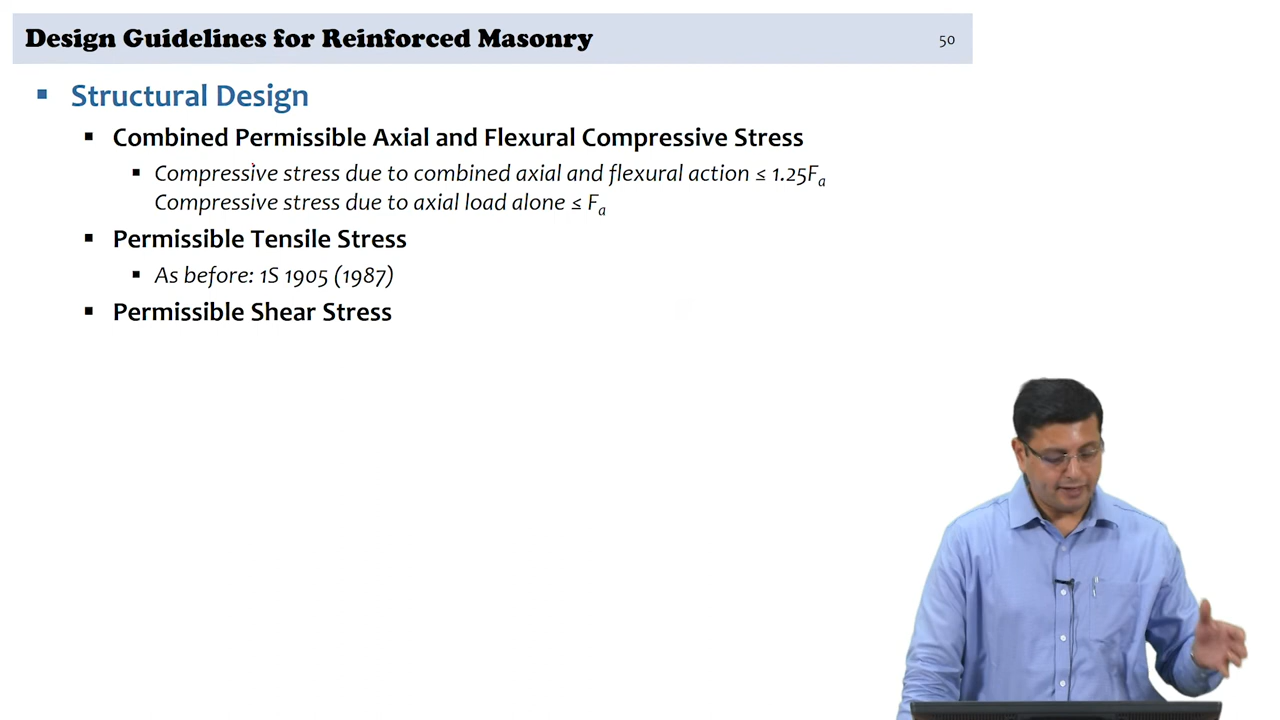 Design Guidelines for Reinforced Masonry
50
Structural Design
Combined Permissible Axial and Flexural Compressive Stress
Compressive stress due to combined axial and flexural action ≤ 1.25Fa
Compressive stress due to axial load alone ≤ Fa
Permissible Tensile Stress
As before: 1S 1905 (1987)
Permissible Shear Stress